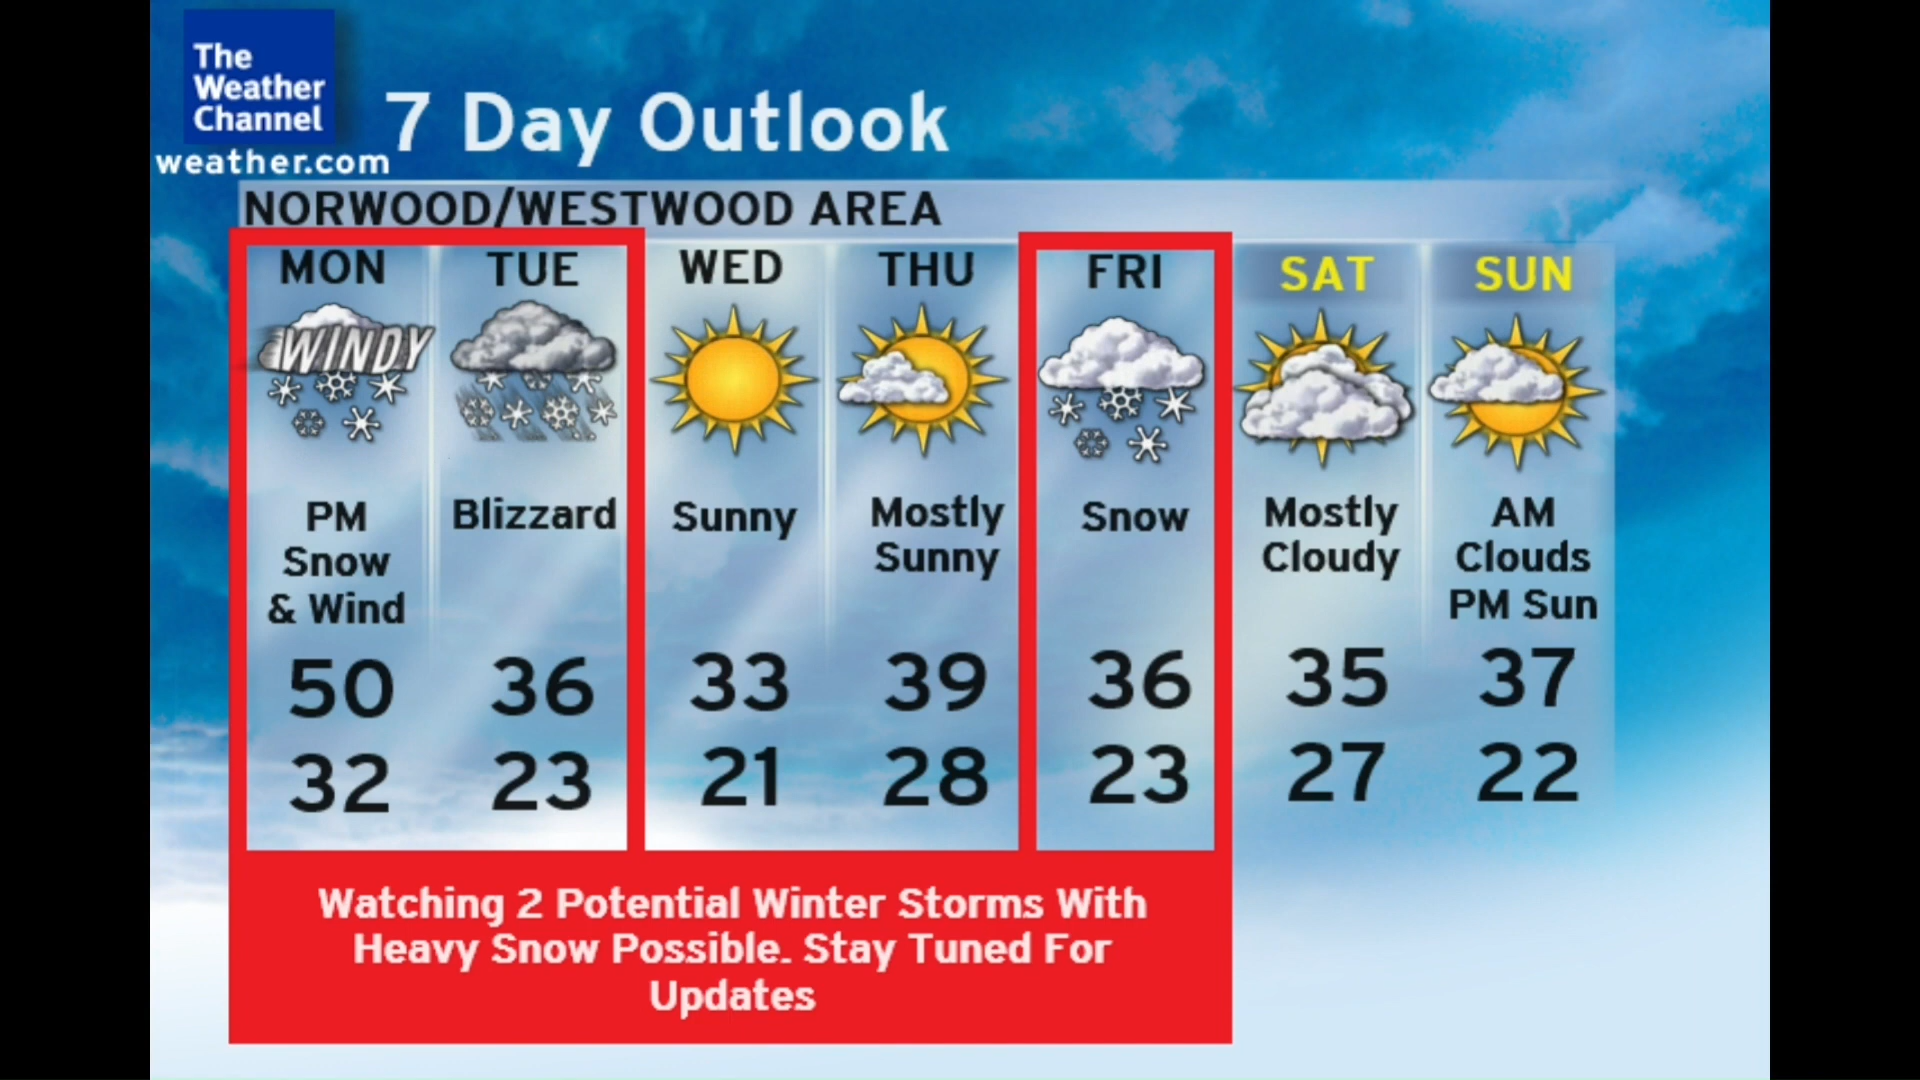 The
Weather
Channel
weather.com
7 Day Outlook
NORWOOD/WESTWOOD AREA
MON
WINDY
PM
Snow
& Wind
50
32
TUE
Blizzard
36
23
WED
Sunny
33
21
THU
Mostly
Sunny
39
28
FRI
Snow
36
23
SAT
Mostly
Cloudy
35
27
SUN
AM
Clouds
PM Sun
37
22
Watching 2 Potential Winter Storms With
Heavy Snow Possible. Stay Tuned For
Updates